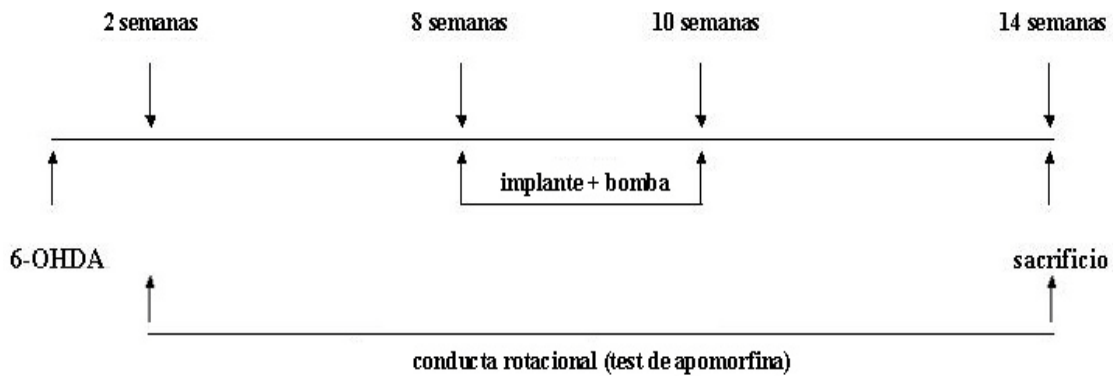 2 semanas
8 semanas
10 semanas
14 semanas
implante + bomba
6-OHDA
sacrificio
conducta rotacional (test de apomorfina)